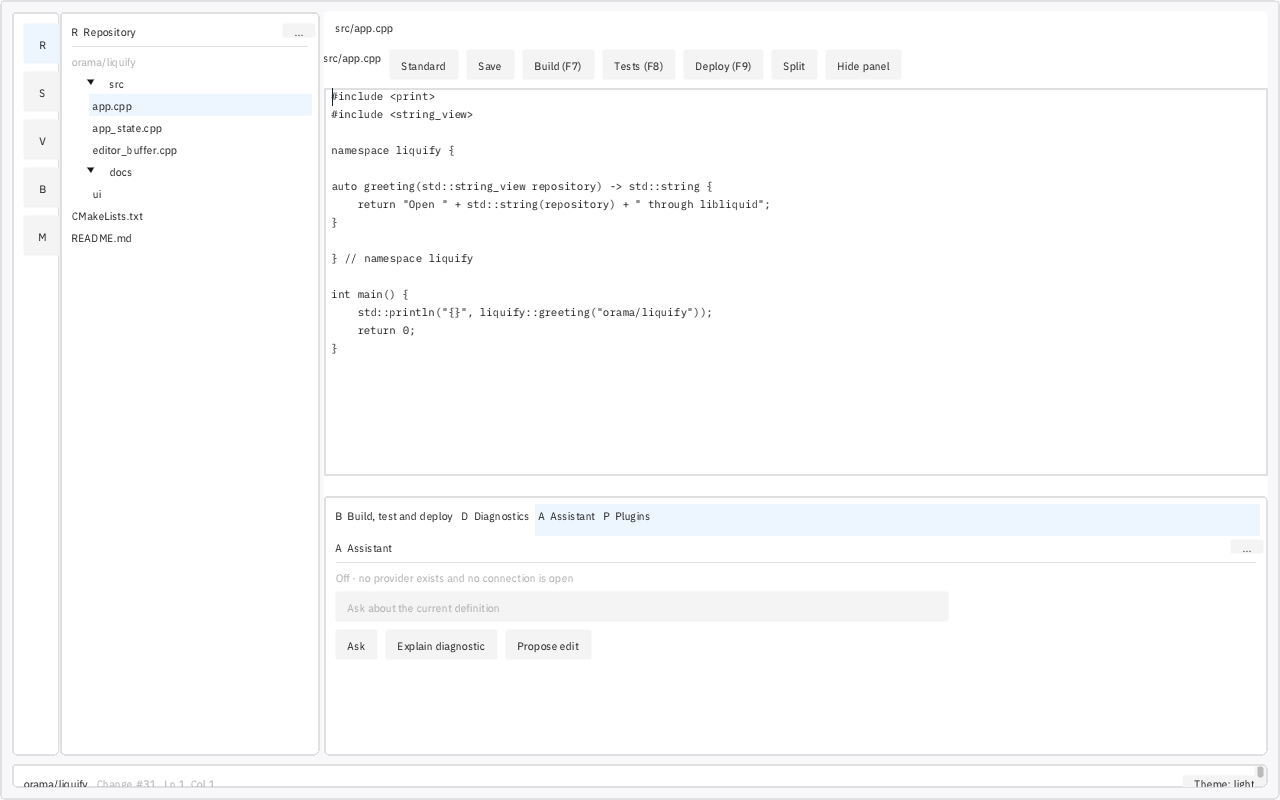 R
S
V
B
M
R Repository
...
orama/liquify
src
app.cpp
app_state.cpp
editor_buffer.cpp
docs
ui
CMakeLists.txt
README.md
src/app.cpp
src/app.cpp Standard Save Build (F7) Tests (F8) Deploy (F9) Split Hide panel
#include <print>
#include <string_view>
namespace liquify {
auto greeting(std::string_view repository) -> std::string {
    return "Open " + std::string(repository) + " through libliquid";
}
} // namespace liquify
int main() {
    std::println("{}", liquify::greeting("orama/liquify"));
    return 0;
}
B Build, test and deploy D Diagnostics A Assistant P Plugins
A Assistant
...
Off - no provider exists and no connection is open
Ask about the current definition
Ask Explain diagnostic Propose edit
orama/liquify Change #31 Ln 1, Col 1 Theme: light